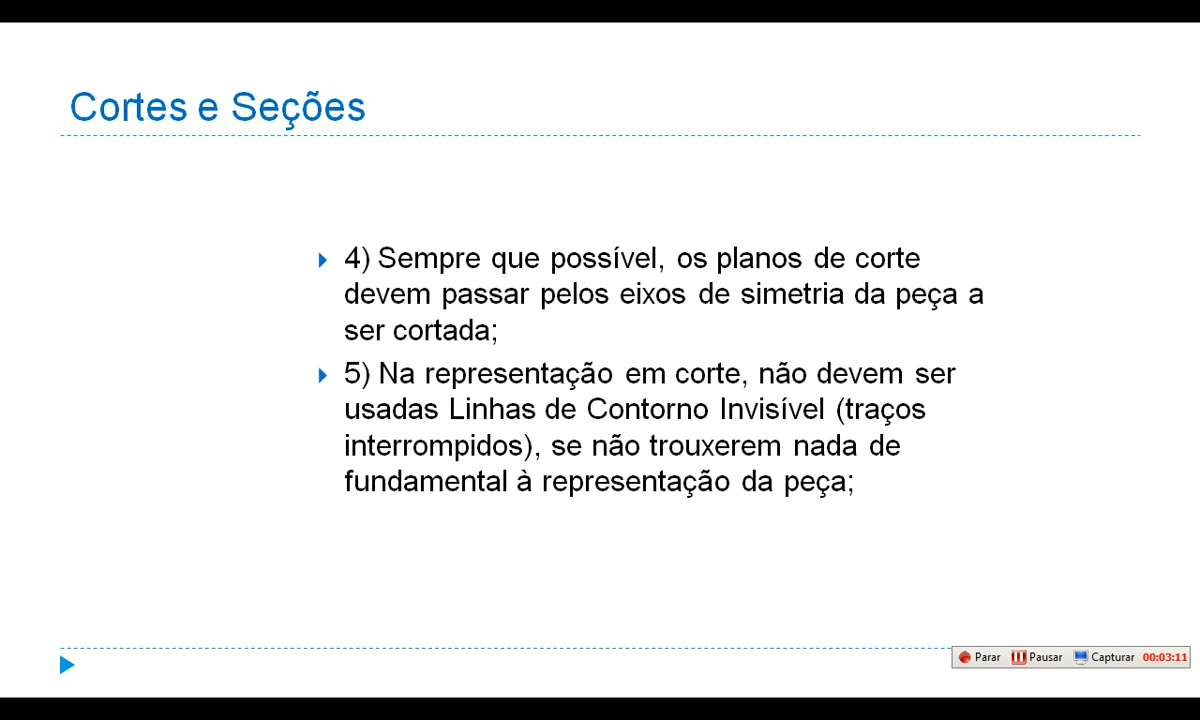 Cortes e Seções
4) Sempre que possível, os planos de corte
devem passar pelos eixos de simetria da peça a
ser cortada;
5) Na representação em corte, não devem ser
usadas Linhas de Contorno Invisível (traços
interrompidos), se não trouxerem nada de
fundamental à representação da peça;
Parar Pausar Capturar 00:03:11